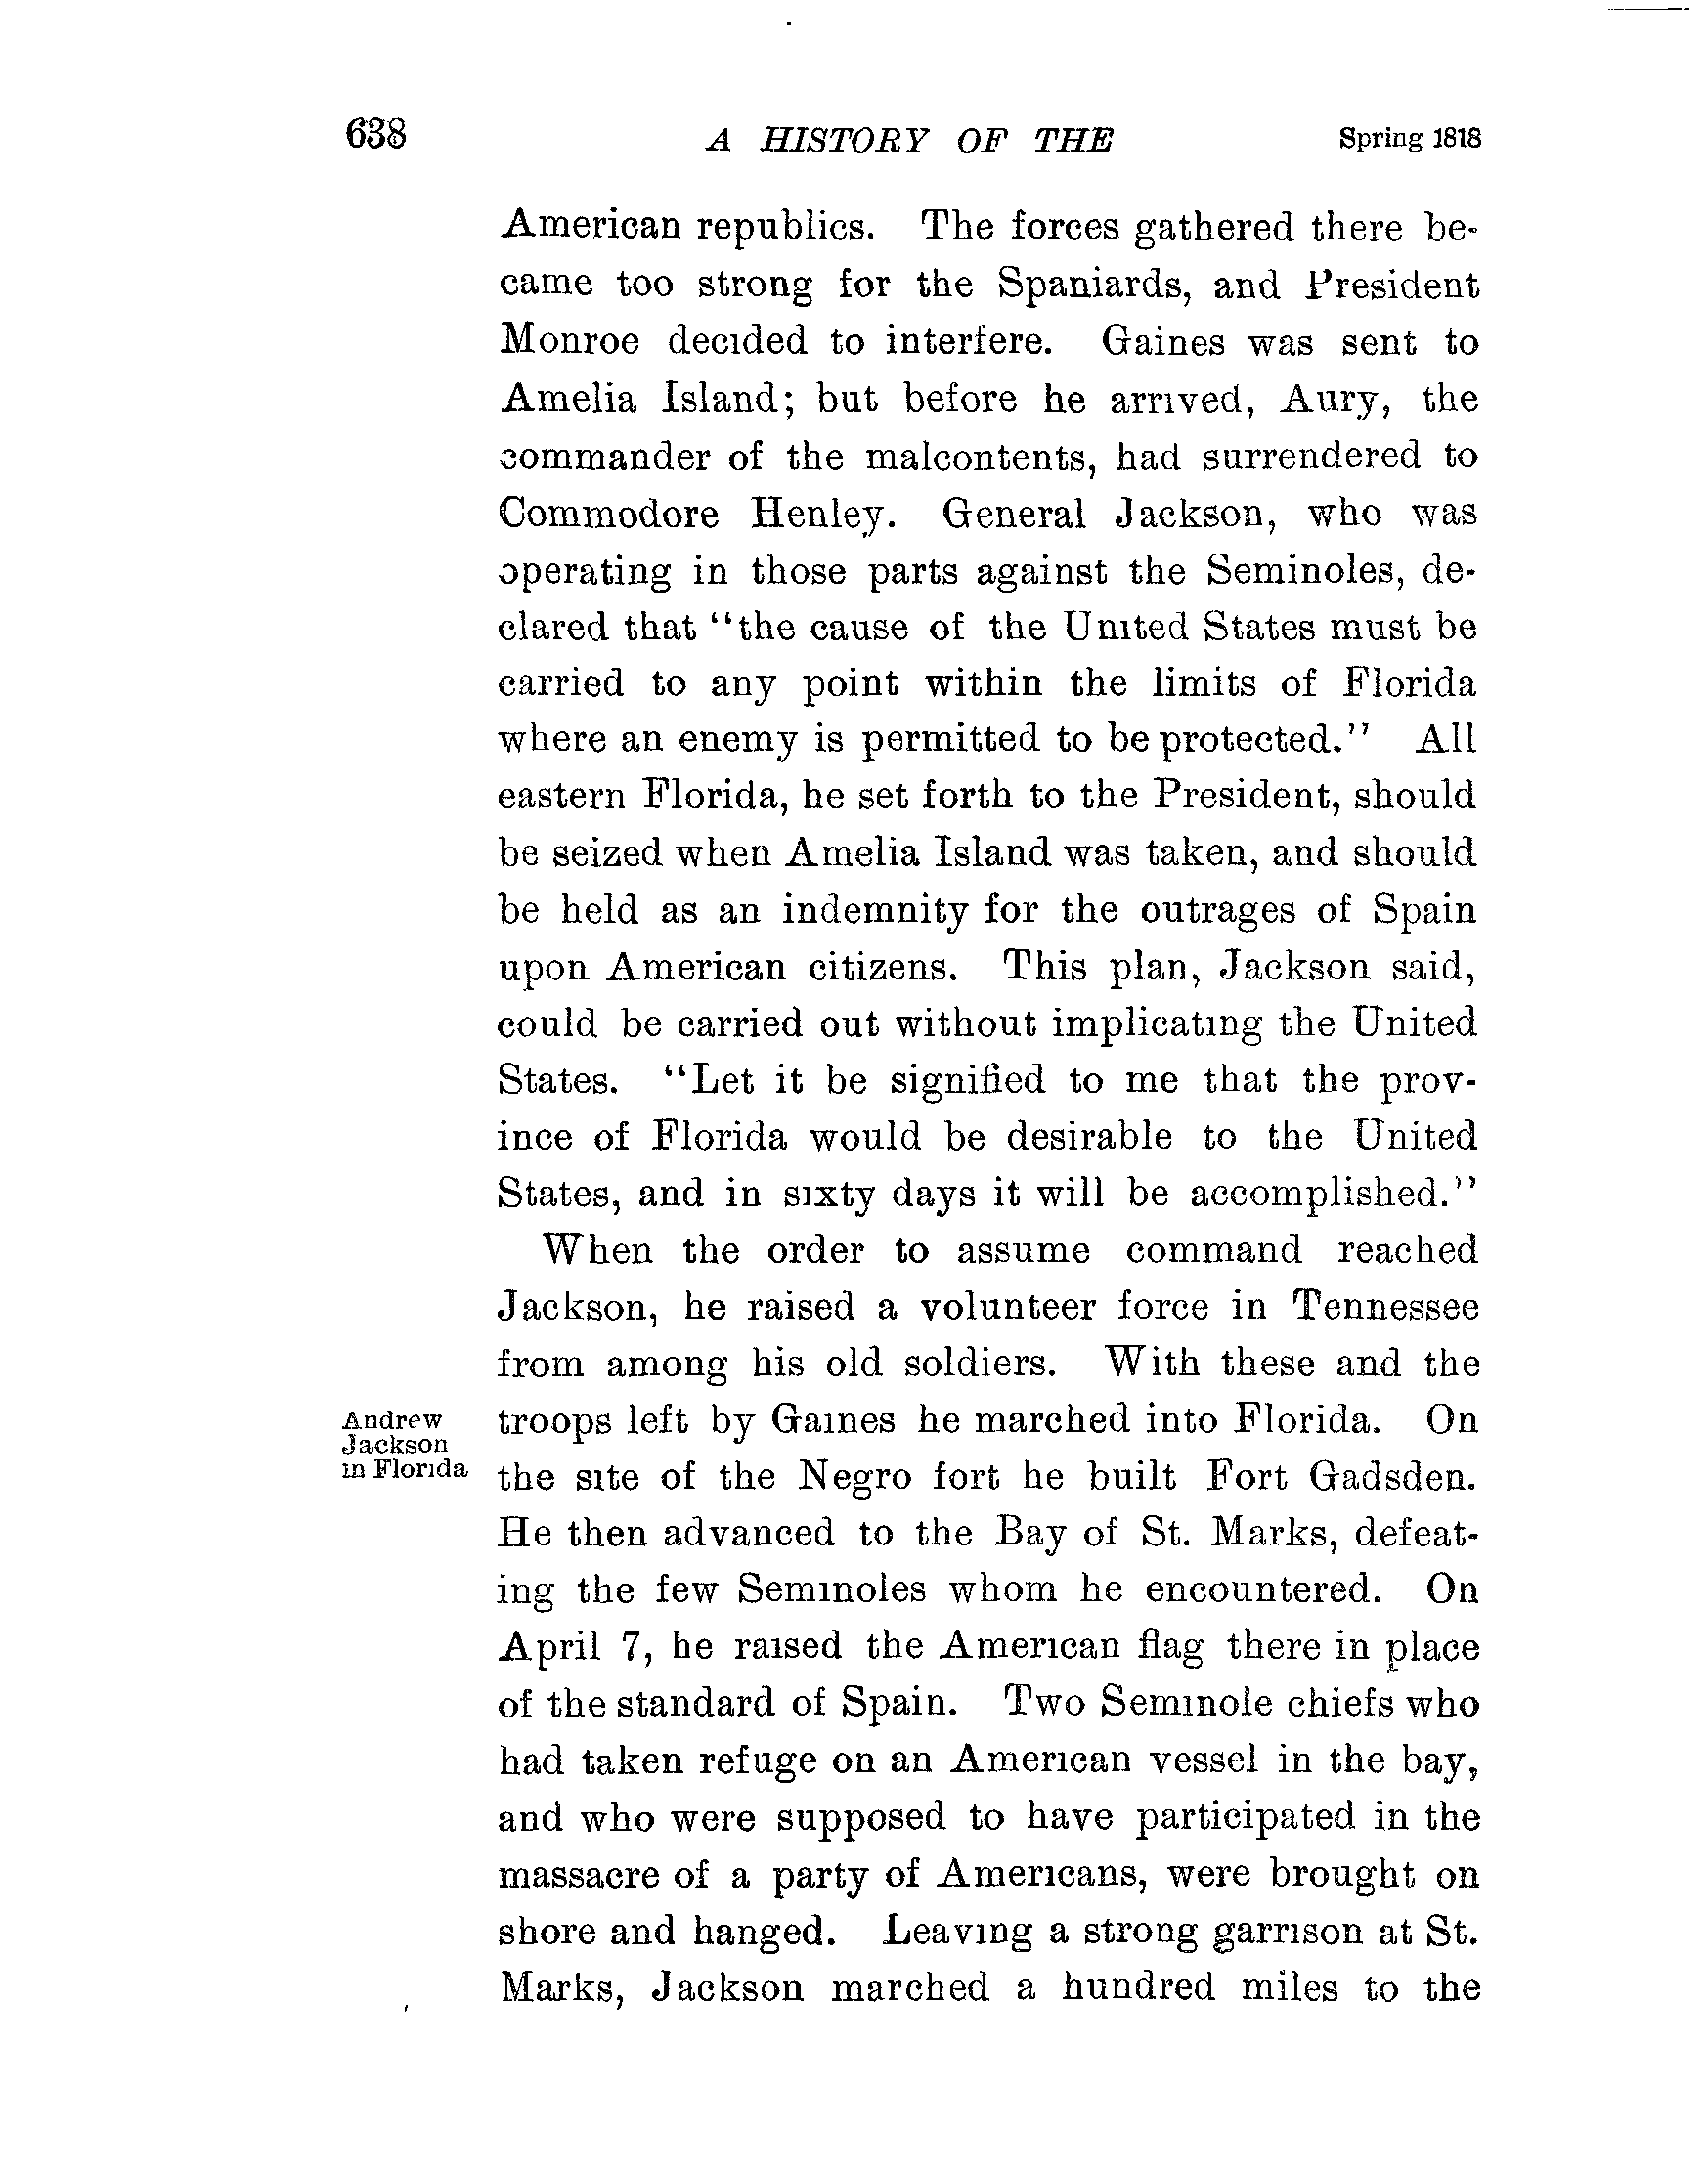 638 A HISTORY OF THE Spring 1818
American republics. The forces gathered there be-
came too strong for the Spaniards, and President
Monroe decided to interfere. Gaines was sent to
Amelia Island; but before he arrived, Aury, the
commander of the malcontents, had surrendered to
Commodore Henley. General Jackson, who was
operating in those parts against the Seminoles, de-
clared that "the cause of the United States must be
carried to any point within the limits of Florida
where an enemy is permitted to be protected." All
eastern Florida, he set forth to the President, should
be seized when Amelia Island was taken, and should
be held as an indemnity for the outrages of Spain
upon American citizens. This plan, Jackson said,
could be carried out without implicating the United
States. "Let it be signified to me that the prov-
ince of Florida would be desirable to the United
States, and in sixty days it will be accomplished."
When the order to assume command reached
Jackson, he raised a volunteer force in Tennessee
from among his old soldiers. With these and the
Andrew
Jackson
in Florida
troops left by Gaines he marched into Florida. On
the site of the Negro fort he built Fort Gadsden.
He then advanced to the Bay of St. Marks, defeat-
ing the few Seminoles whom he encountered. On
April 7, he raised the American flag there in place
of the standard of Spain. Two Seminole chiefs who
had taken refuge on an American vessel in the bay,
and who were supposed to have participated in the
massacre of a party of Americans, were brought on
shore and hanged. Leaving a strong garrison at St.
Marks, Jackson marched a hundred miles to the